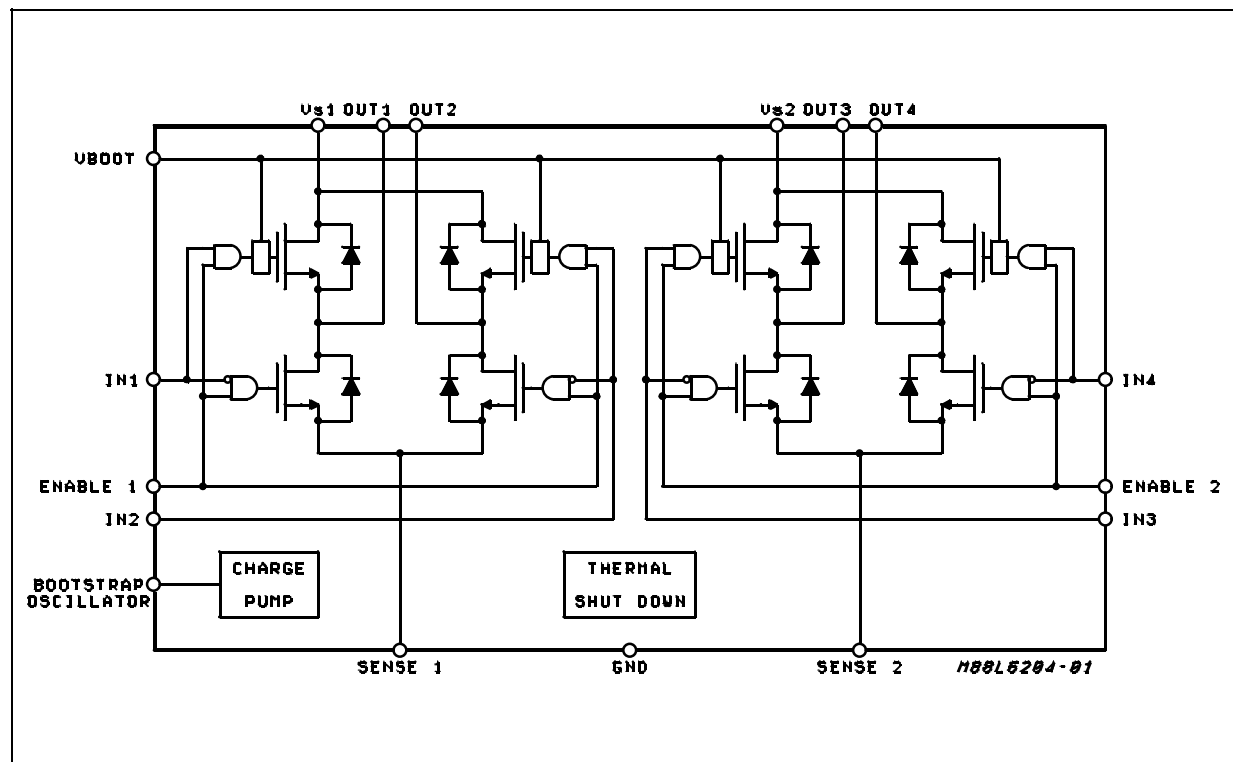 Vs1 OUT1 OUT2 Vs2 OUT3 OUT4
VBOOT
IN1 IN4
ENABLE 1 ENABLE 2
IN2 IN3
BOOTSTRAP
OSCILLATOR
CHARGE
PUMP
THERMAL
SHUT DOWN
SENSE 1 GND SENSE 2 M88L6204-01